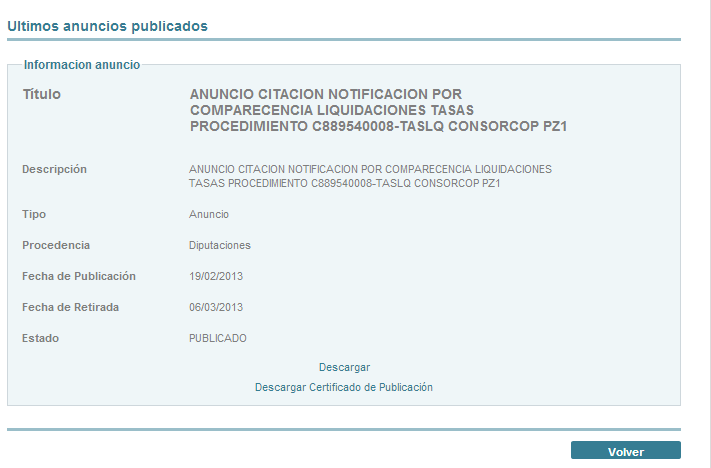 Ultimos anuncios publicados
Informacion anuncio
Título
ANUNCIO CITACION NOTIFICACION POR
COMPARECENCIA LIQUIDACIONES TASAS
PROCEDIMIENTO C889540008-TASLQ CONSORCOP PZ1
Descripción
ANUNCIO CITACION NOTIFICACION POR COMPARECENCIA LIQUIDACIONES
TASAS PROCEDIMIENTO C889540008-TASLQ CONSORCOP PZ1
Tipo
Anuncio
Procedencia
Diputaciones
Fecha de Publicación
19/02/2013
Fecha de Retirada
06/03/2013
Estado
PUBLICADO
Descargar
Descargar Certificado de Publicación
Volver